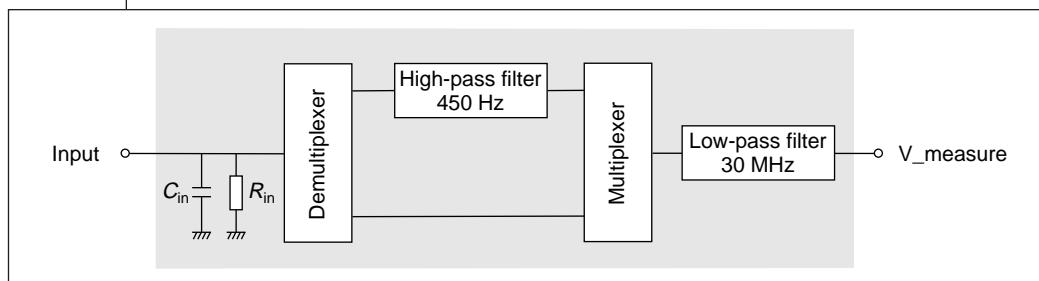 Input
C_in
R_in
Demultiplexer
High-pass filter
450 Hz
Multiplexer
Low-pass filter
30 MHz
V_measure